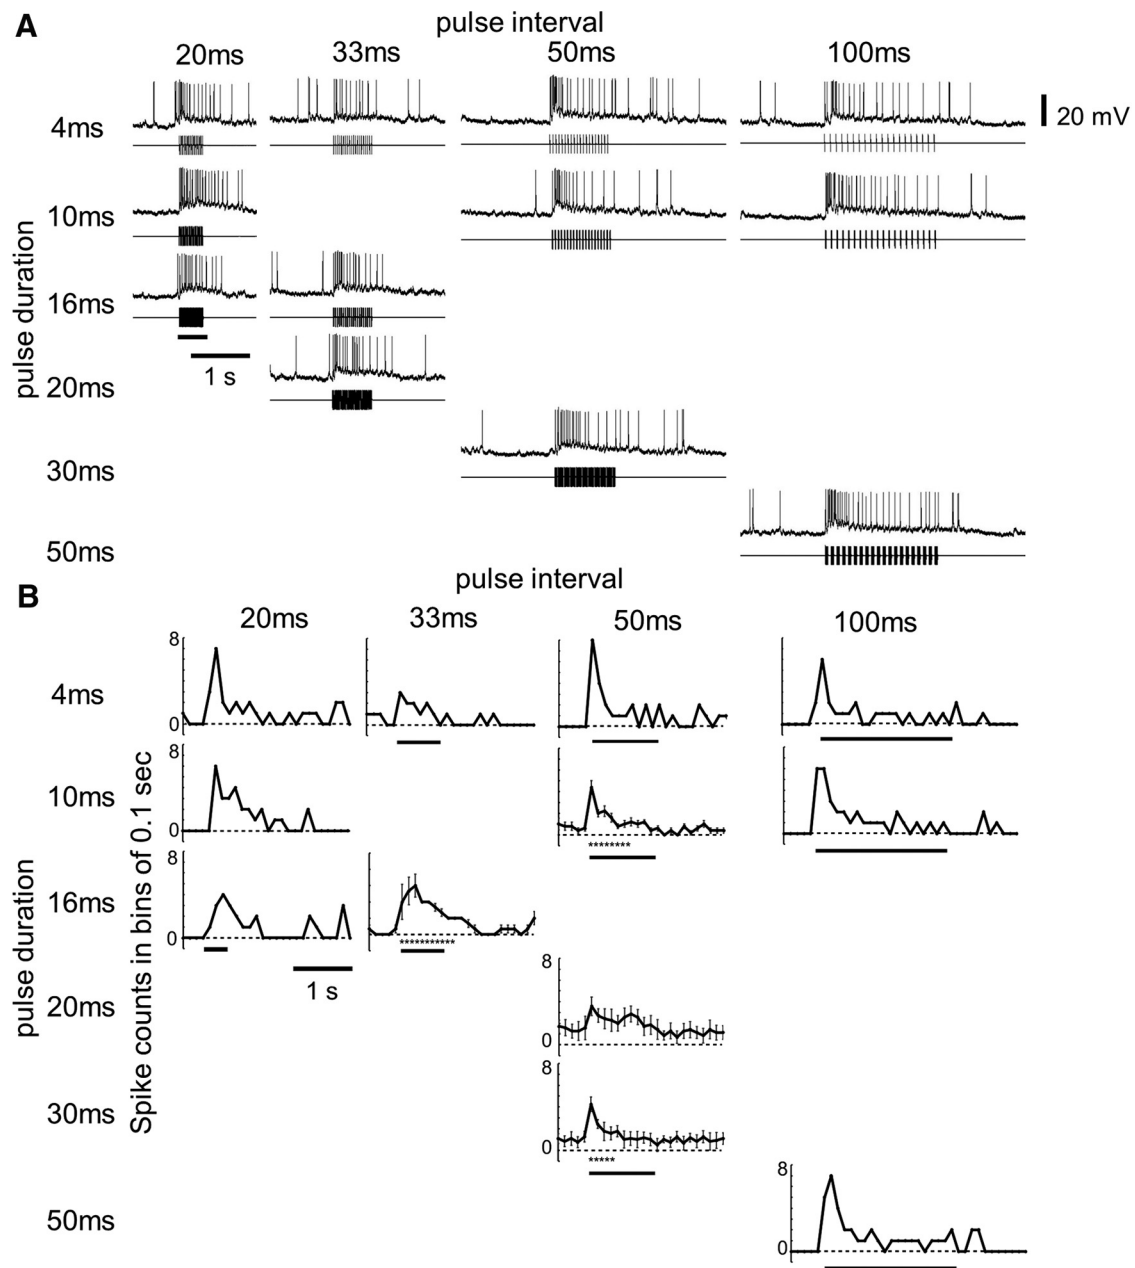 A
pulse interval
20ms 33ms 50ms 100ms
4ms
20 mV
10ms
16ms
1 s
20ms
30ms
50ms
pulse duration
B
pulse interval
20ms 33ms 50ms 100ms
4ms
8
0
10ms
8
0
16ms
8
0
********
***********
1 s
20ms
8
0
30ms
8
0
*****
50ms
8
0
pulse duration
Spike counts in bins of 0.1 sec